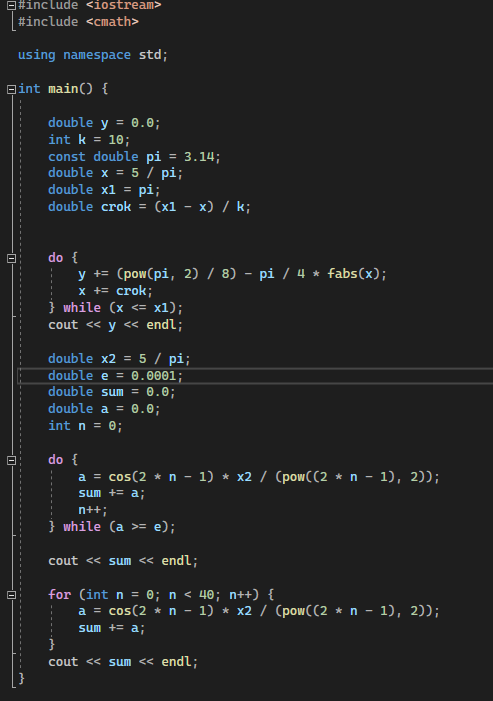 #include <iostream>
#include <cmath>
using namespace std;
int main() {
double y = 0.0;
int k = 10;
const double pi = 3.14;
double x = 5 / pi;
double x1 = pi;
double crok = (x1 - x) / k;
do {
y += (pow(pi, 2) / 8) - pi / 4 * fabs(x);
x += crok;
} while (x <= x1);
cout << y << endl;
double x2 = 5 / pi;
double e = 0.0001;
double sum = 0.0;
double a = 0.0;
int n = 0;
do {
a = cos(2 * n - 1) * x2 / (pow((2 * n - 1), 2));
sum += a;
n++;
} while (a >= e);
cout << sum << endl;
for (int n = 0; n < 40; n++) {
a = cos(2 * n - 1) * x2 / (pow((2 * n - 1), 2));
sum += a;
}
cout << sum << endl;
}